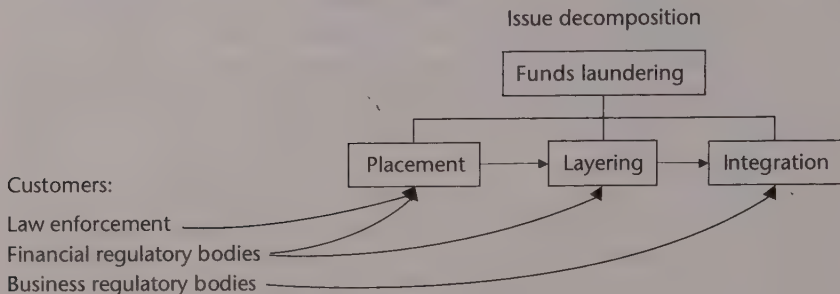 Issue decomposition
Funds laundering
Placement
Layering
Integration
Customers:
Law enforcement
Financial regulatory bodies
Business regulatory bodies